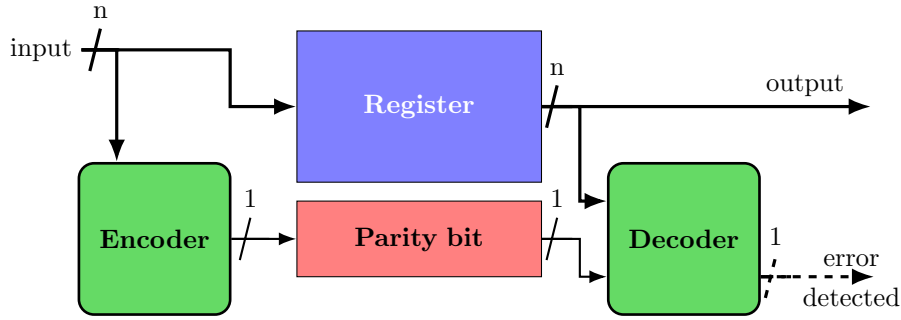 n
input
Register
n
output
Encoder
1
Parity bit
1
Decoder
1
error
detected